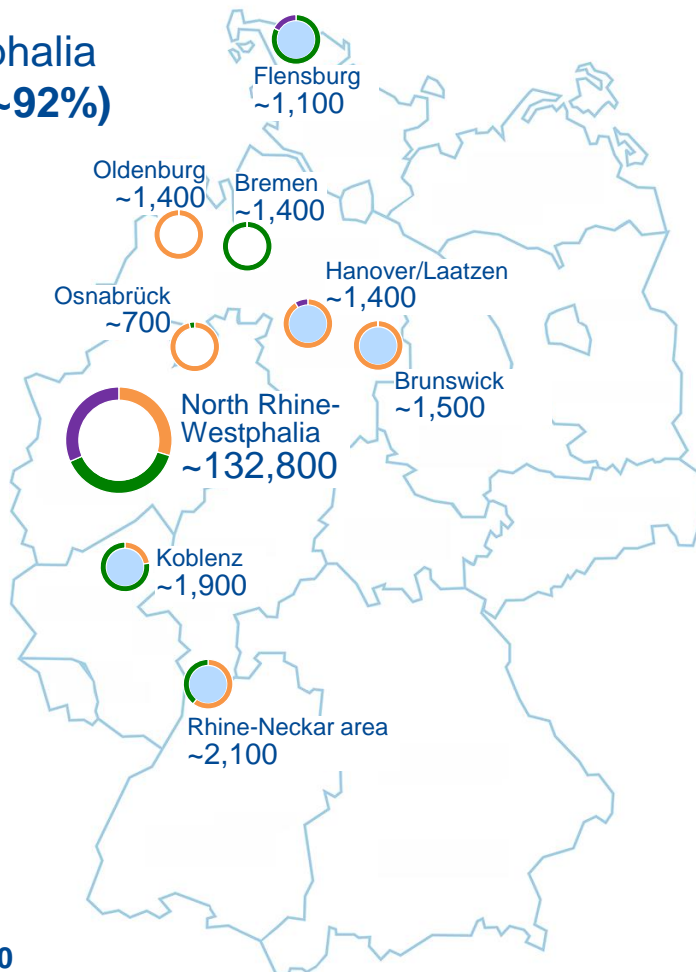 ~92%)
Flensburg
~1,100
Oldenburg
~1,400
Bremen
~1,400
Hanover/Laatzen
~1,400
Osnabrück
~700
Brunswick
~1,500
North Rhine-
Westphalia
~132,800
Koblenz
~1,900
Rhine-Neckar area
~2,100
0